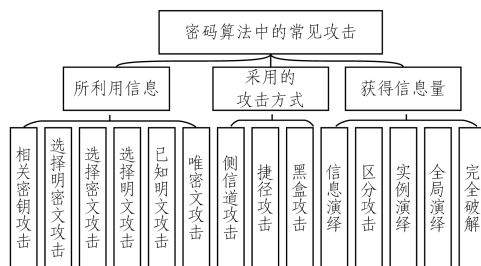 密码算法中的常见攻击
所利用信息
采用的
攻击方式
获得信息量
相关密钥攻击
选择明密文攻击
选择密文攻击
选择明文攻击
已知明文攻击
唯密文攻击
侧信道攻击
捷径攻击
黑盒攻击
信息演绎
区分攻击
实例演绎
全局演绎
完全破解